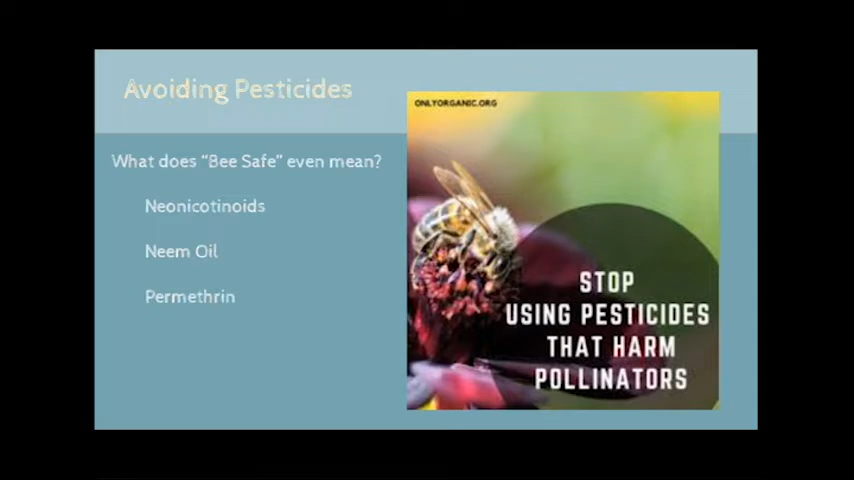 Avoiding Pesticides
What does “Bee Safe” even mean?
Neonicotinoids
Neem Oil
Permethrin
ONLYORGANIC.ORG
STOP
USING PESTICIDES
THAT HARM
POLLINATORS